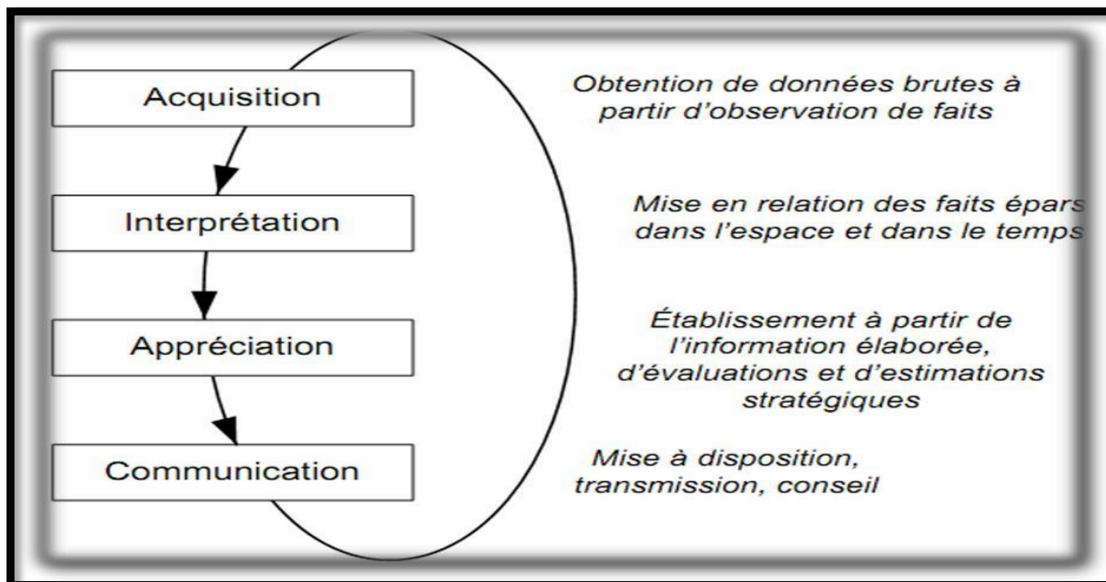 Acquisition
Obtention de données brutes à
partir d'observation de faits
Interprétation
Mise en relation des faits épars
dans l'espace et dans le temps
Appréciation
Établissement à partir de
l'information élaborée,
d'évaluations et d'estimations
stratégiques
Communication
Mise à disposition,
transmission, conseil